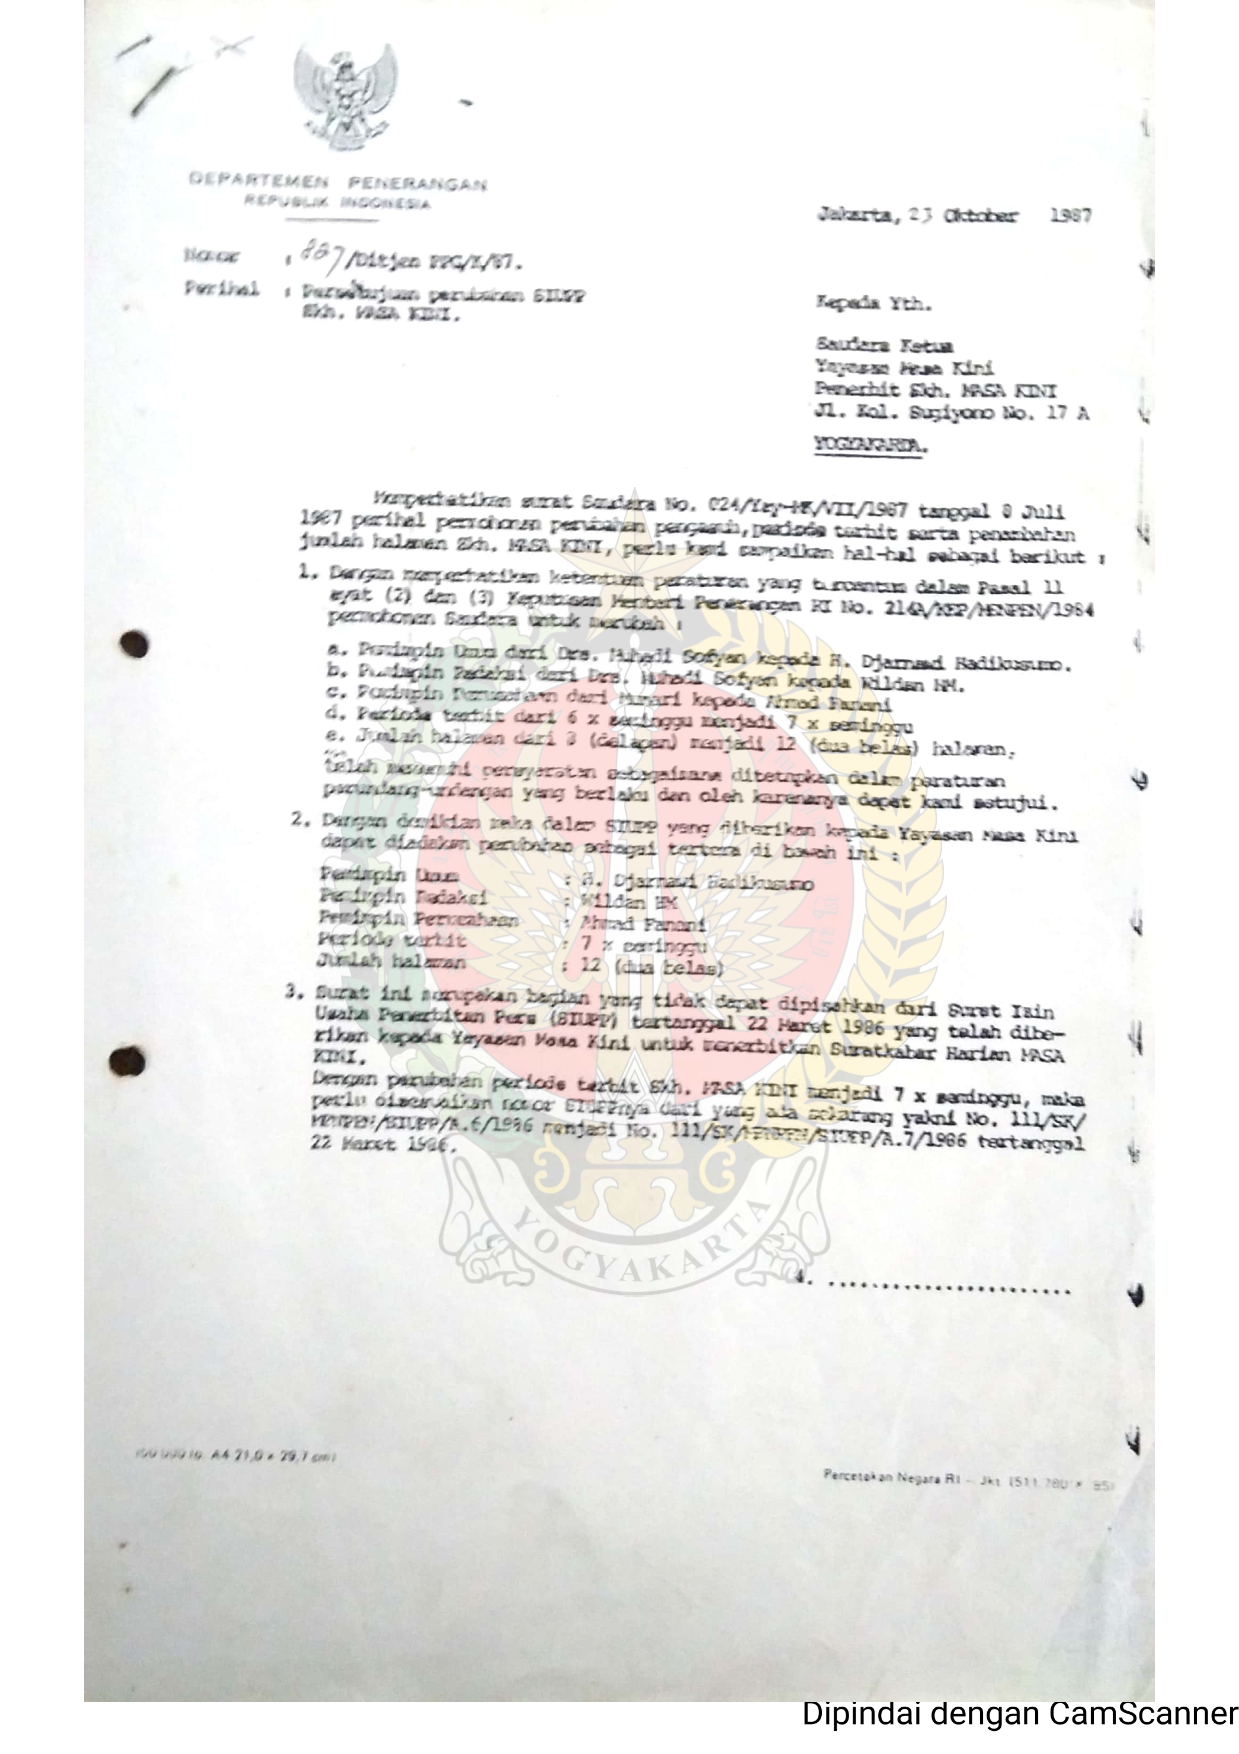 DEPARTEMEN PENERANGAN
REPUBLIK INDONESIA
Jakarta, 23 Oktober 1987
Nomor : 887/Ditjen PPG/K/87.
Perihal : Persetujuan perubahan SIUPP
Skh. MASA KINI.
Kepada Yth.
Saudara Ketua
Yayasan Masa Kini
Penerbit Skh. MASA KINI
Jl. Kol. Sugiyono No. 17 A
YOGYAKARTA.
Memperhatikan surat Saudara No. 024/Yay-MK/VII/1987 tanggal 8 Juli
1987 perihal permohonan perubahan pengasuh, periode terbit serta penambahan
jumlah halaman Skh. MASA KINI, perlu kami sampaikan hal-hal sebagai berikut :
1. Dengan memperhatikan ketentuan peraturan yang tercantum dalam Pasal 11
ayat (2) dan (3) Keputusan Menteri Penerangan RI No. 214A/KEP/MENPEN/1984
permohonan Saudara untuk merubah :
a. Pemimpin Umum dari Drs. Muhadi Sofyan kepada H. Djarnawi Hadikusumo.
b. Pemimpin Redaksi dari Drs. Muhadi Sofyan kepada Wildan HM.
c. Pemimpin Perusahaan dari Munari kepada Ahmad Fanani
d. Periode terbit dari 6 x seminggu menjadi 7 x seminggu
e. Jumlah halaman dari 8 (delapan) menjadi 12 (dua belas) halaman.
telah memenuhi persyaratan sebagaimana ditetapkan dalam peraturan
perundang-undangan yang berlaku dan oleh karenanya dapat kami setujui.
2. Dengan demikian maka dalam SIUPP yang diberikan kepada Yayasan Masa Kini
dapat diadakan perubahan sebagai tertera di bawah ini :
Pemimpin Umum : H. Djarnawi Hadikusumo
Pemimpin Redaksi : Wildan HM
Pemimpin Perusahaan : Ahmad Fanani
Periode terbit : 7 x seminggu
Jumlah halaman : 12 (dua belas)
3. Surat ini merupakan bagian yang tidak dapat dipisahkan dari Surat Izin
Usaha Penerbitan Pers (SIUPP) tertanggal 22 Maret 1986 yang telah dibe-
rikan kepada Yayasan Masa Kini untuk menerbitkan Suratkabar Harian MASA
KINI.
Dengan perubahan periode terbit Skh. MASA KINI menjadi 7 x seminggu, maka
perlu disesuaikan nomor SIUPPnya dari yang ada sekarang yakni No. 111/SK/
MENPEN/SIUPP/A.6/1986 menjadi No. 111/SK/MENPEN/SIUPP/A.7/1986 tertanggal
22 Maret 1986.
YOGYAKARTA
4. .......................
A4 21,0 x 29,7 cm)
Percetakan Negara RI - Jkt
Dipindai dengan CamScanner